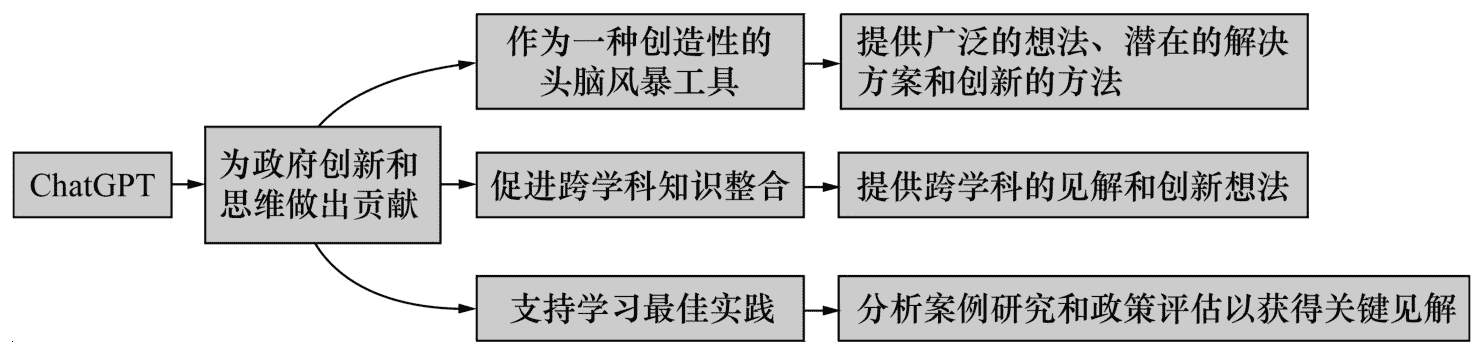 ChatGPT
为政府创新和
思维做出贡献
作为一种创造性的
头脑风暴工具
提供广泛的想法、潜在的解决
方案和创新的方法
促进跨学科知识整合
提供跨学科的见解和创新想法
支持学习最佳实践
分析案例研究和政策评估以获得关键见解